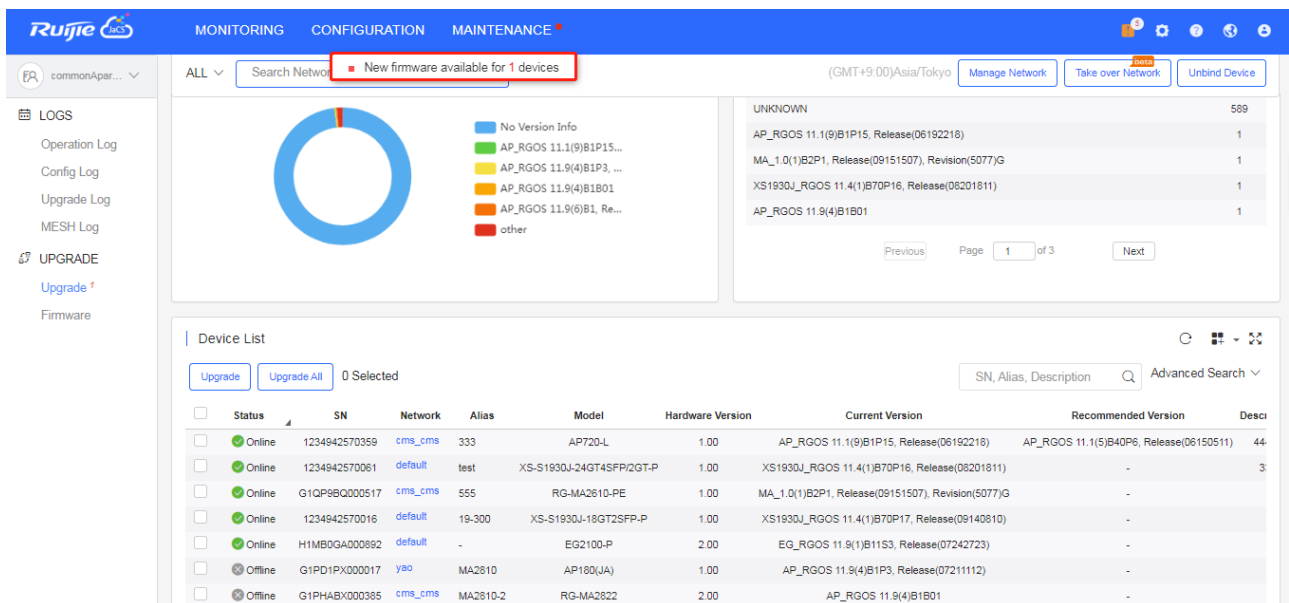 Ruijie JaCS
MONITORING CONFIGURATION MAINTENANCE
5
commonApar...
ALL
Search Networ
New firmware available for 1 devices
(GMT+9:00)Asia/Tokyo
Manage Network
beta
Take over Network
Unbind Device
LOGS
Operation Log
Config Log
Upgrade Log
MESH Log
UPGRADE
Upgrade 1
Firmware
No Version Info
AP_RGOS 11.1(9)B1P15...
AP_RGOS 11.9(4)B1P3, ...
AP_RGOS 11.9(4)B1B01
AP_RGOS 11.9(6)B1, Re...
other
UNKNOWN 589
AP_RGOS 11.1(9)B1P15, Release(06192218) 1
MA_1.0(1)B2P1, Release(09151507), Revision(5077)G 1
XS1930J_RGOS 11.4(1)B70P16, Release(08201811) 1
AP_RGOS 11.9(4)B1B01 1
Previous Page 1 of 3 Next
Device List
Upgrade Upgrade All 0 Selected SN, Alias, Description Advanced Search
Status SN Network Alias Model Hardware Version Current Version Recommended Version Descr
Online 1234942570359 cms_cms 333 AP720-L 1.00 AP_RGOS 11.1(9)B1P15, Release(06192218) AP_RGOS 11.1(5)B40P6, Release(06150511) 44
Online 1234942570061 default test XS-S1930J-24GT4SFP/2GT-P 1.00 XS1930J_RGOS 11.4(1)B70P16, Release(08201811) - 3
Online G1QP9BQ000517 cms_cms 555 RG-MA2610-PE 1.00 MA_1.0(1)B2P1, Release(09151507), Revision(5077)G -
Online 1234942570016 default 19-300 XS-S1930J-18GT2SFP-P 1.00 XS1930J_RGOS 11.4(1)B70P17, Release(09140810) -
Online H1MB0GA000892 default - EG2100-P 2.00 EG_RGOS 11.9(1)B11S3, Release(07242723) -
Offline G1PD1PX000017 yao MA2810 AP180(JA) 1.00 AP_RGOS 11.9(4)B1P3, Release(07211112) -
Offline G1PHABX000385 cms_cms MA2810-2 RG-MA2822 2.00 AP_RGOS 11.9(4)B1B01 -